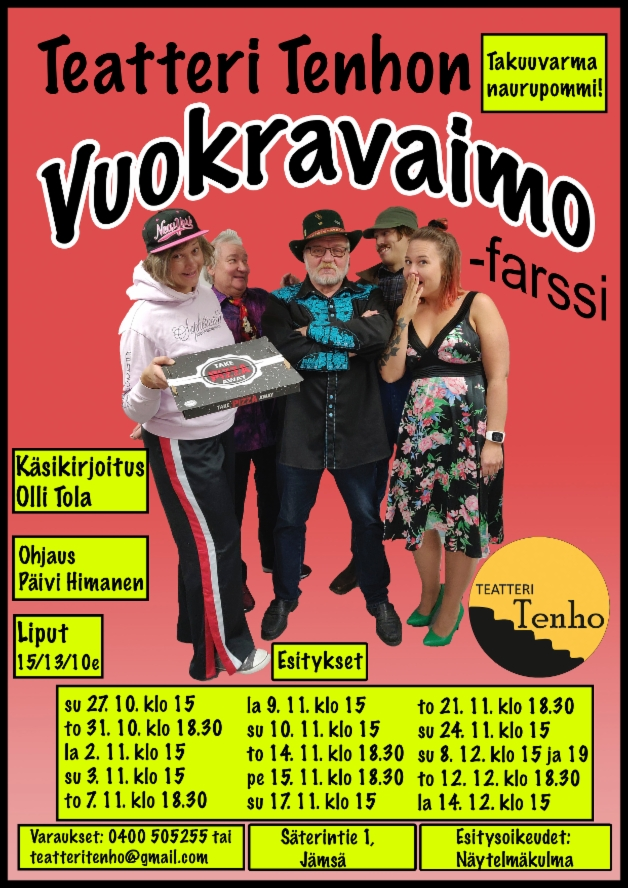 Teatteri Tenhon
Takuuvarma
naurupommi!
Vuokravaimo
-farssi
New York
TAKE
PIZZA
AWAY
TAKE PIZZA AWAY
Käsikirjoitus
Olli Tola
Ohjaus
Päivi Himanen
Liput
15/13/10e
TEATTERI
Tenho
Esitykset
su 27. 10. klo 15
to 31. 10. klo 18.30
la 2. 11. klo 15
su 3. 11. klo 15
to 7. 11. klo 18.30
la 9. 11. klo 15
su 10. 11. klo 15
to 14. 11. klo 18.30
pe 15. 11. klo 18.30
su 17. 11. klo 15
to 21. 11. klo 18.30
su 24. 11. klo 15
su 8. 12. klo 15 ja 19
to 12. 12. klo 18.30
la 14. 12. klo 15
Varaukset: 0400 505255 tai
teatteritenho@gmail.com
Säterintie 1,
Jämsä
Esitysoikeudet:
Näytelmäkulma